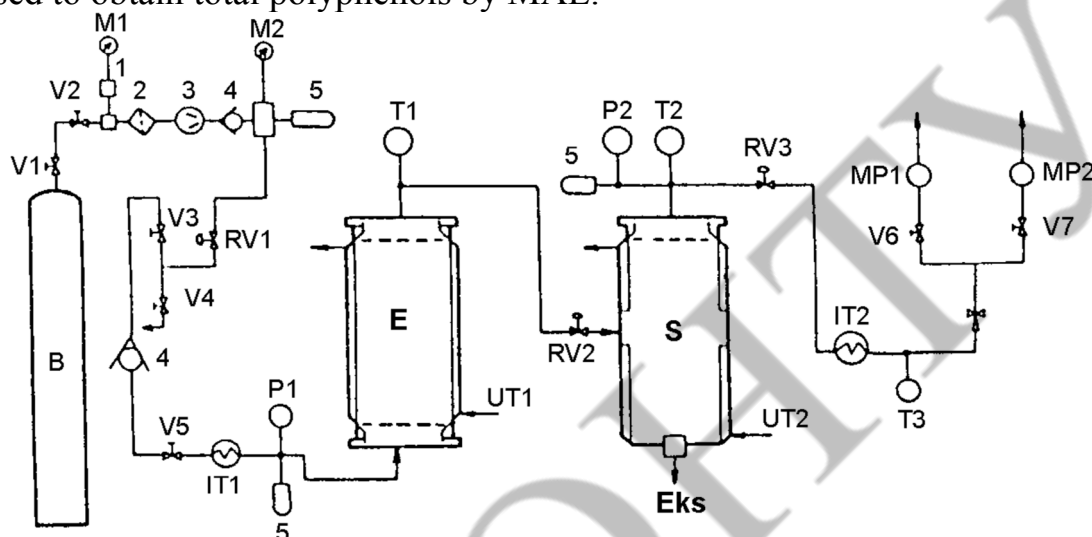 sed to obtain total polyphenols by MAE.
M1 M2
1
V2 2 3 4 5
T1 P2 T2
RV3
5
V1
MP1 MP2
V3
RV1
V6 V7
V4
E
S
IT2
RV2
B
4
P1
UT1
T3
V5
UT2
IT1
Eks
5
OHTY